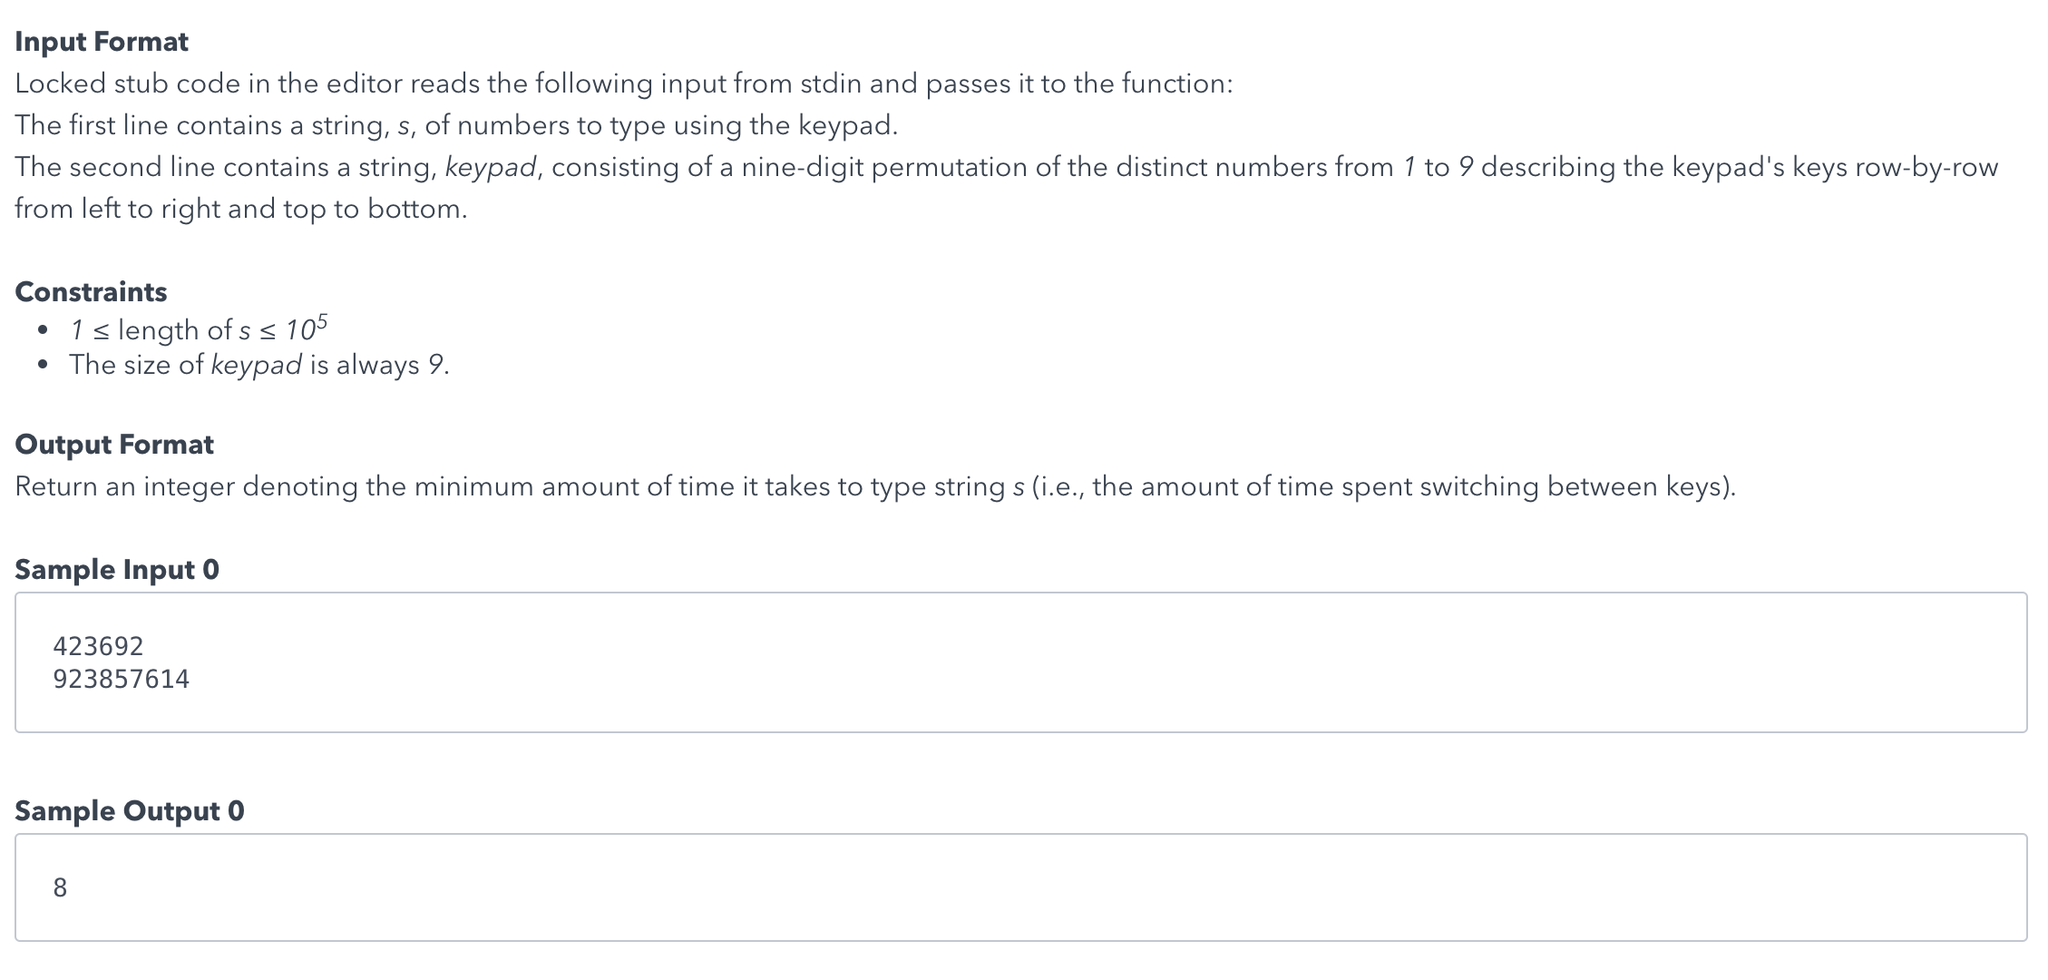 Input Format
Locked stub code in the editor reads the following input from stdin and passes it to the function:
The first line contains a string, s, of numbers to type using the keypad.
The second line contains a string, keypad, consisting of a nine-digit permutation of the distinct numbers from 1 to 9 describing the keypad's keys row-by-row
from left to right and top to bottom.
Constraints
• 1 ≤ length of s ≤ 10⁵
• The size of keypad is always 9.
Output Format
Return an integer denoting the minimum amount of time it takes to type string s (i.e., the amount of time spent switching between keys).
Sample Input 0
423692
923857614
Sample Output 0
8